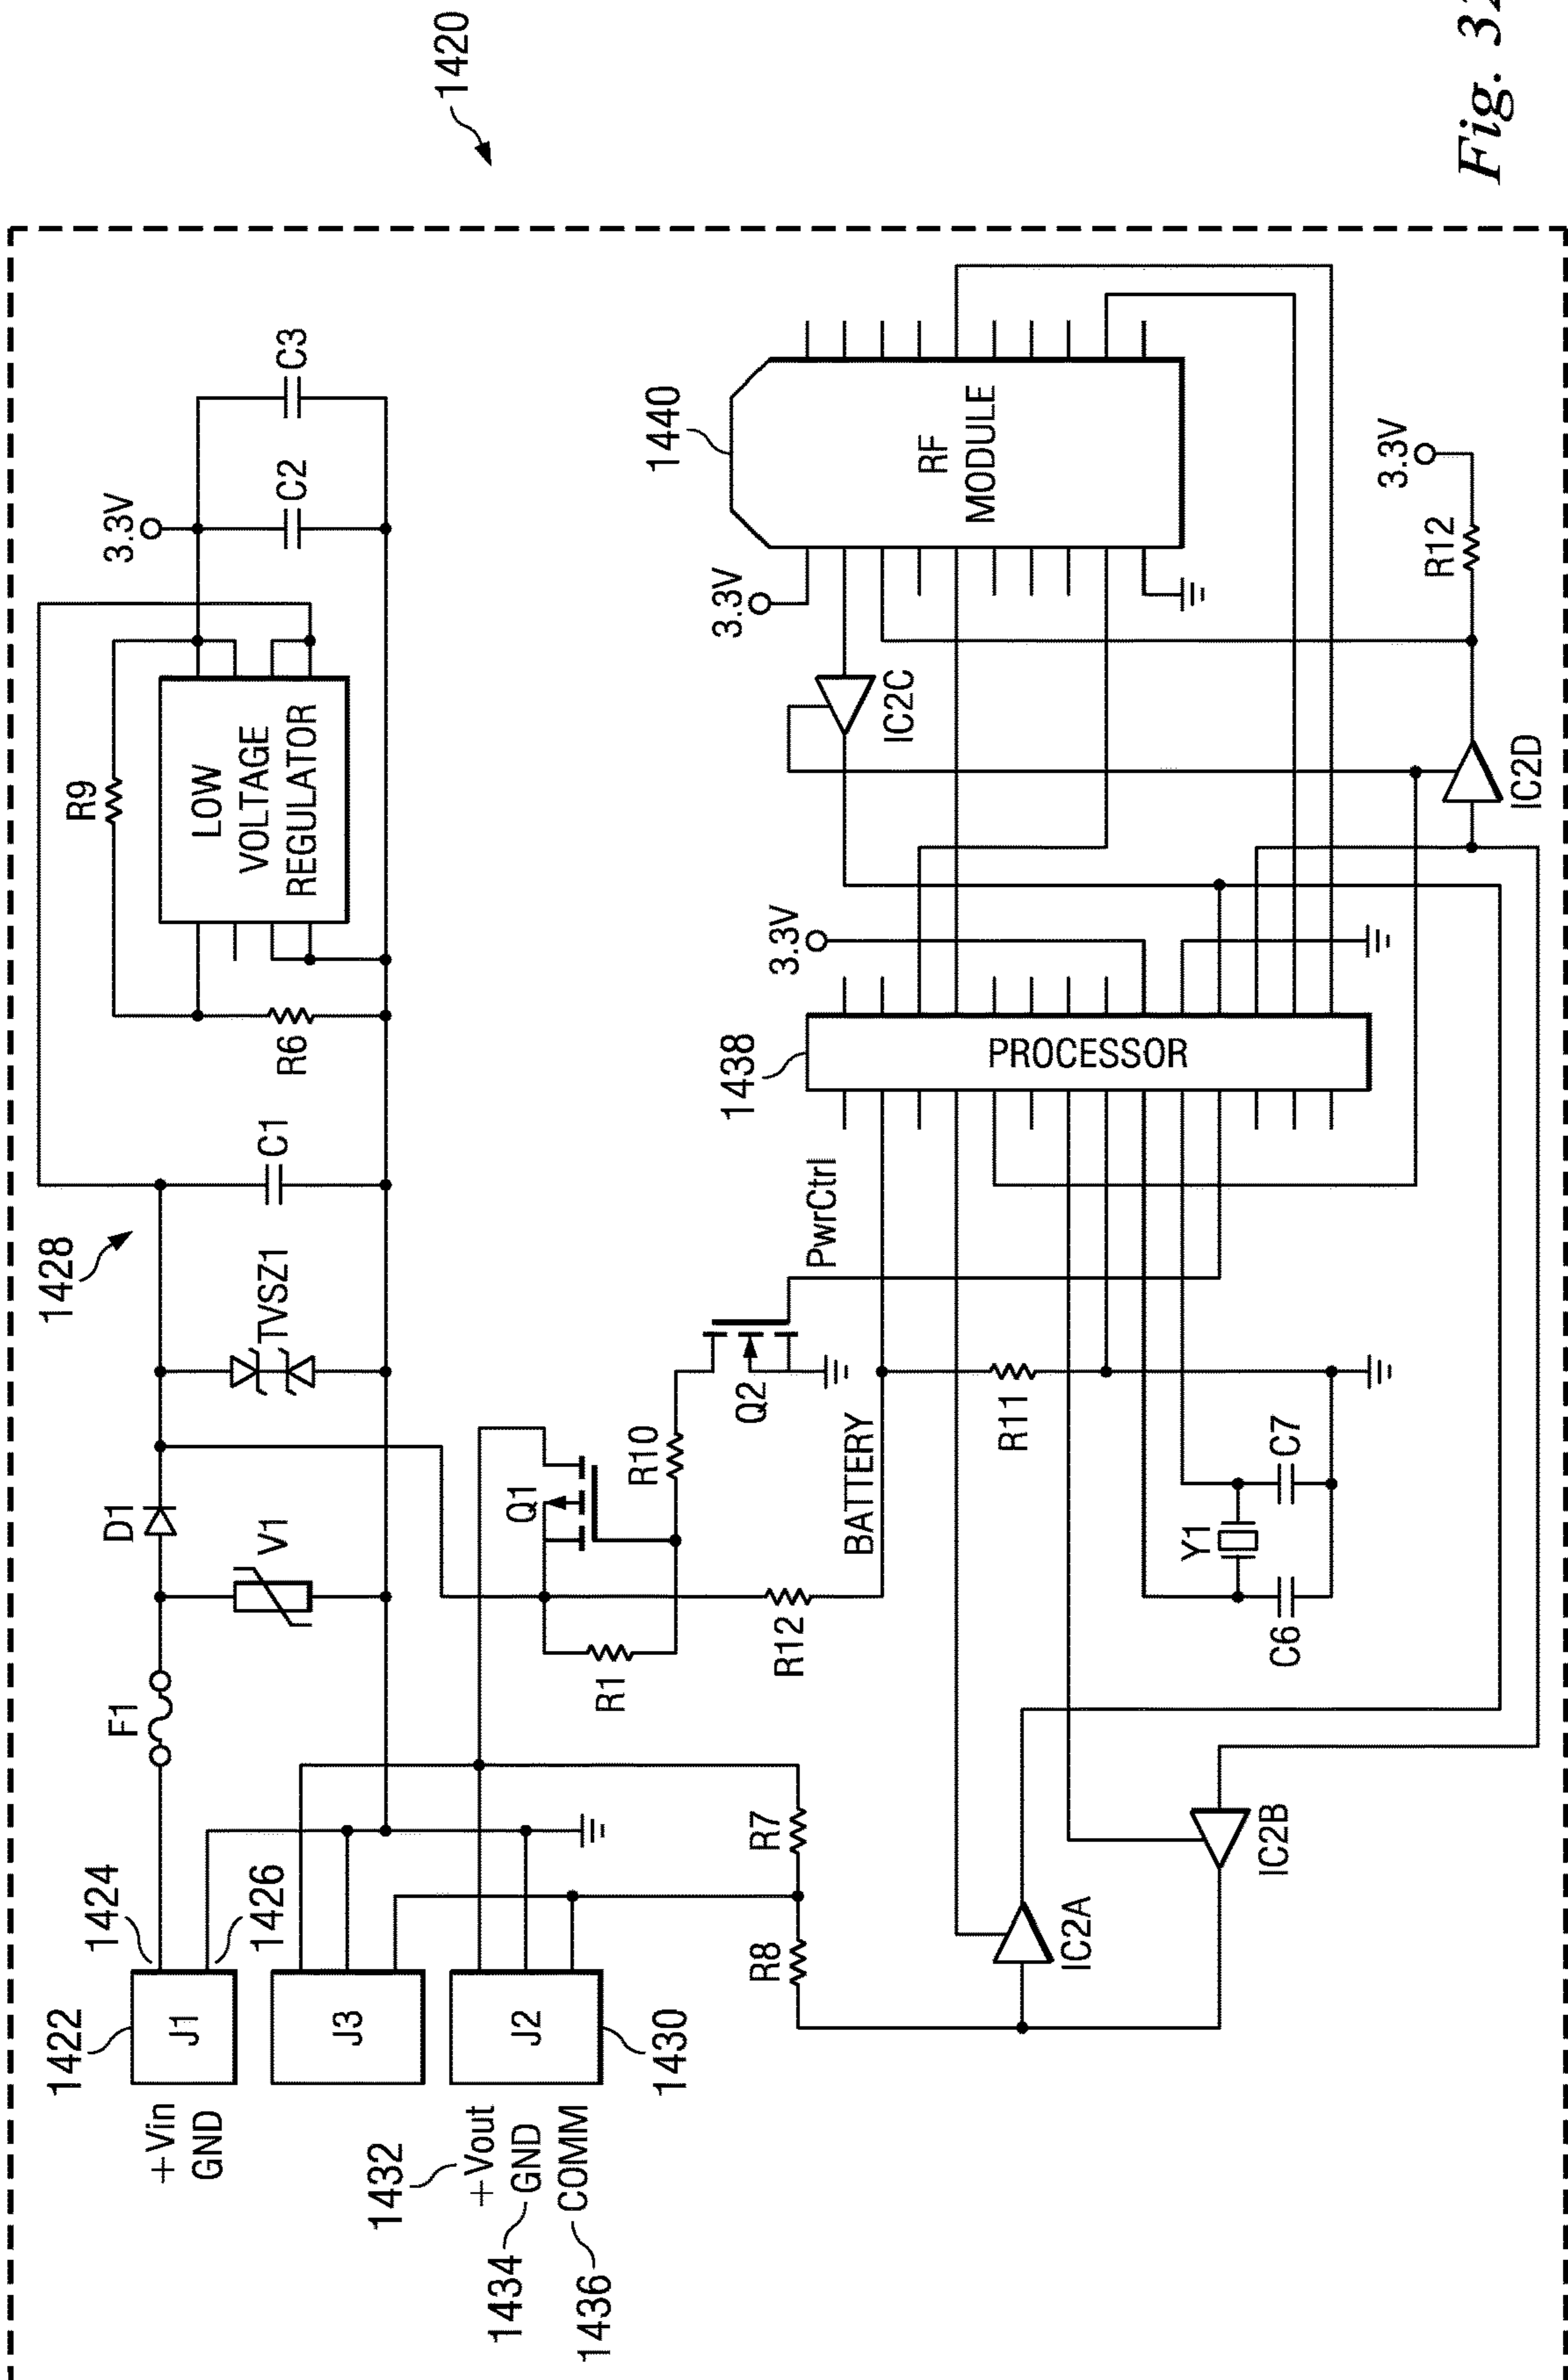 1420
Fig. 32
1422
J1
+Vin
GND
1424
1426
J3
J2
1430
1432
+Vout
1434
GND
1436
COMM
F1
V1
D1
TVSZ1
1428
C1
R6
R9
LOW
VOLTAGE
REGULATOR
3.3V
C2
C3
R7
R8
R1
Q1
R10
R12
Q2
PwrCtrl
BATTERY
R11
Y1
C6
C7
IC2A
IC2B
1438
PROCESSOR
3.3V
IC2C
3.3V
1440
RF
MODULE
IC2D
R12
3.3V